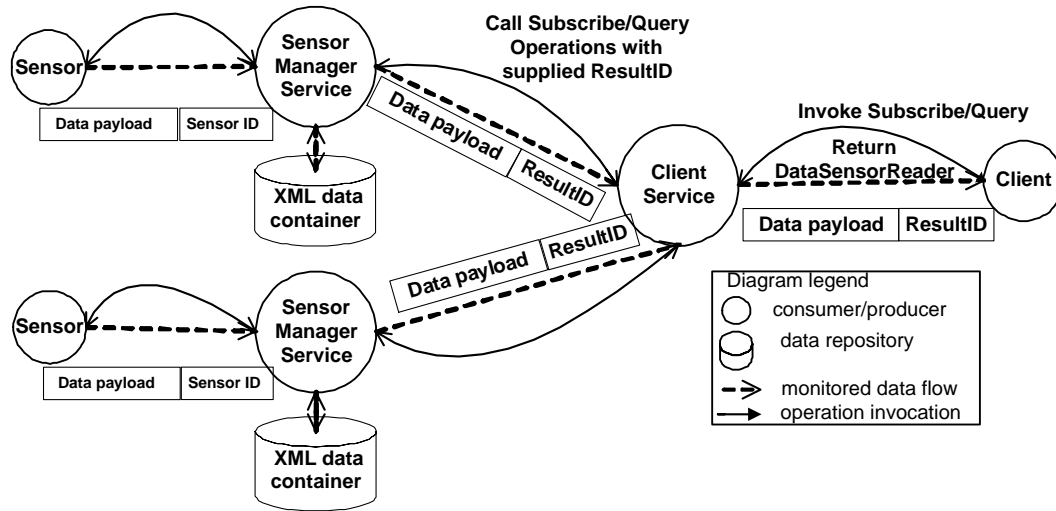 Sensor
Sensor
Manager
Service
Data payload
Sensor ID
XML data
container
Call Subscribe/Query
Operations with
supplied ResultID
Data payload
ResultID
Client
Service
Invoke Subscribe/Query
Return
DataSensorReader
Client
Data payload
ResultID
Data payload
ResultID
Sensor
Sensor
Manager
Service
Data payload
Sensor ID
XML data
container
Diagram legend
consumer/producer
data repository
monitored data flow
operation invocation